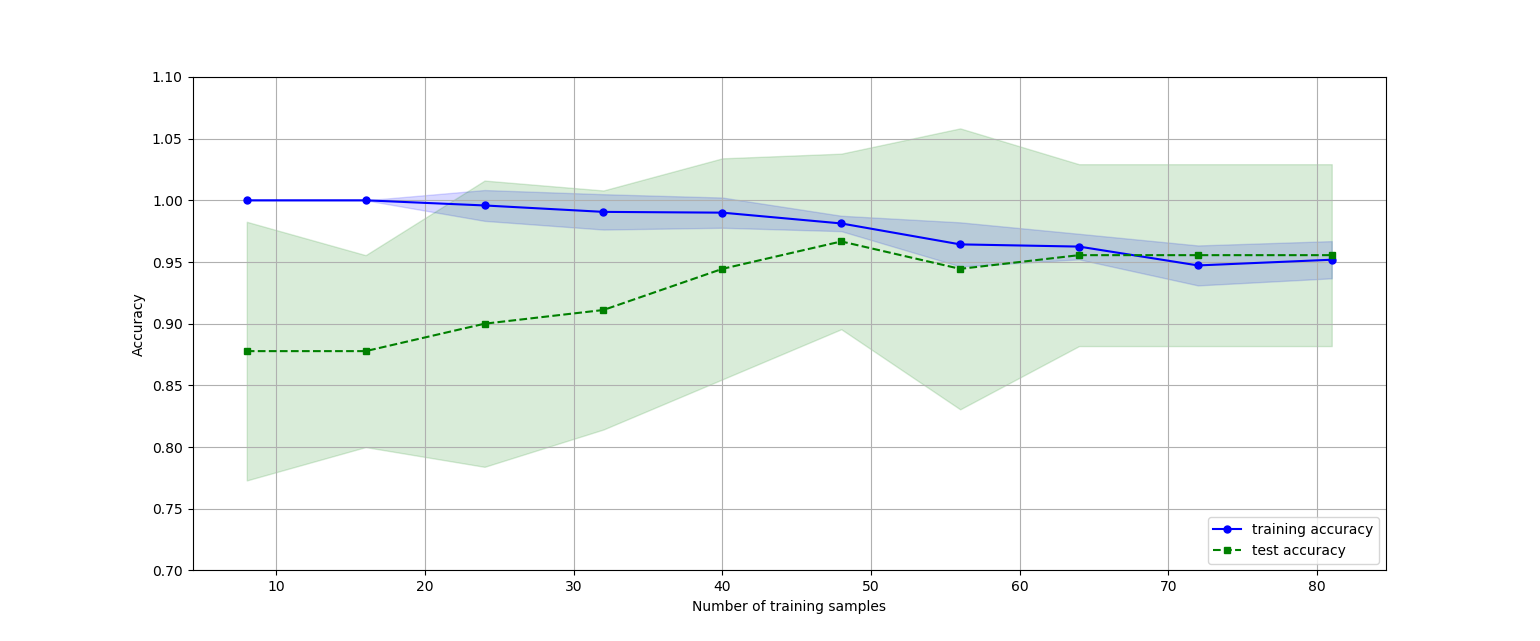 1.10
1.05
1.00
0.95
0.90
0.85
0.80
0.75
0.70
Accuracy
10 20 30 40 50 60 70 80
Number of training samples
training accuracy
test accuracy